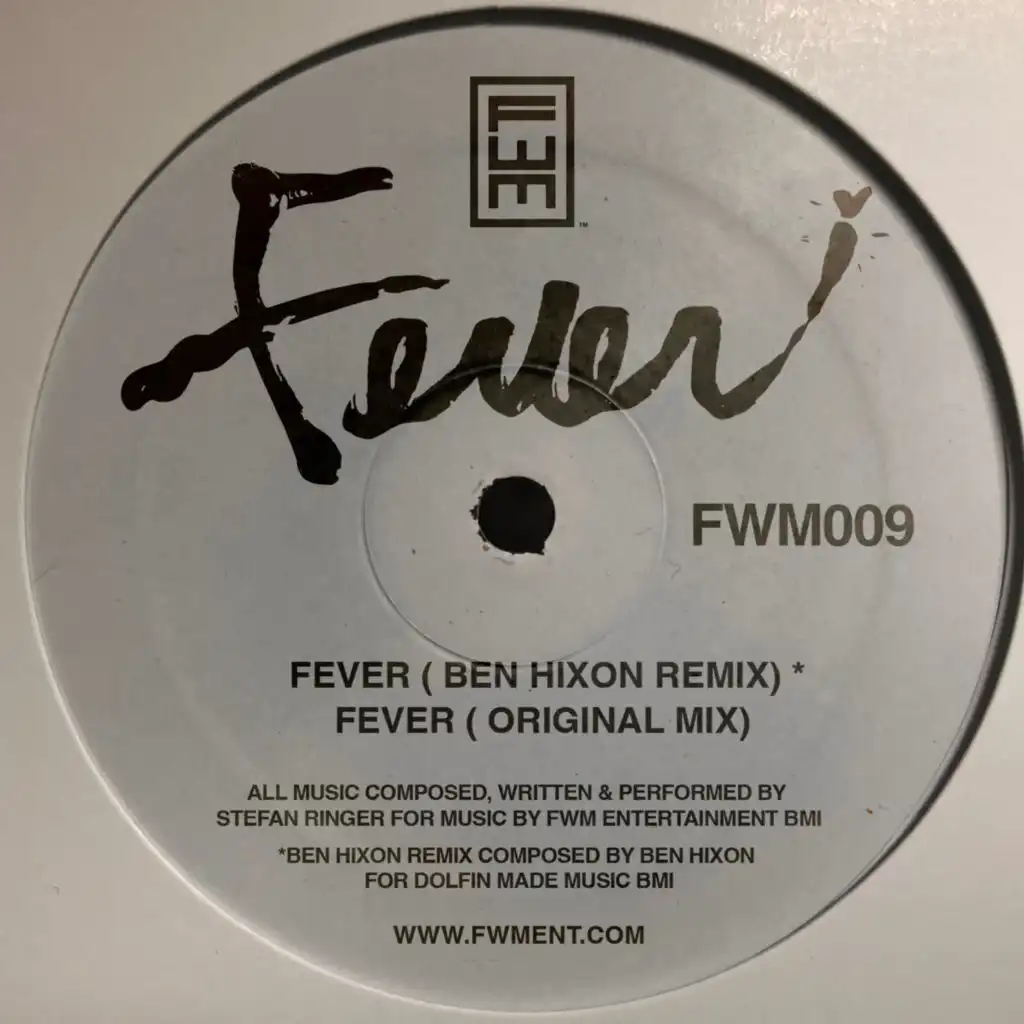 FWM
™
Fever
FWM009
FEVER ( BEN HIXON REMIX) *
FEVER ( ORIGINAL MIX)
ALL MUSIC COMPOSED, WRITTEN & PERFORMED BY
STEFAN RINGER FOR MUSIC BY FWM ENTERTAINMENT BMI
*BEN HIXON REMIX COMPOSED BY BEN HIXON
FOR DOLFIN MADE MUSIC BMI
WWW.FWMENT.COM